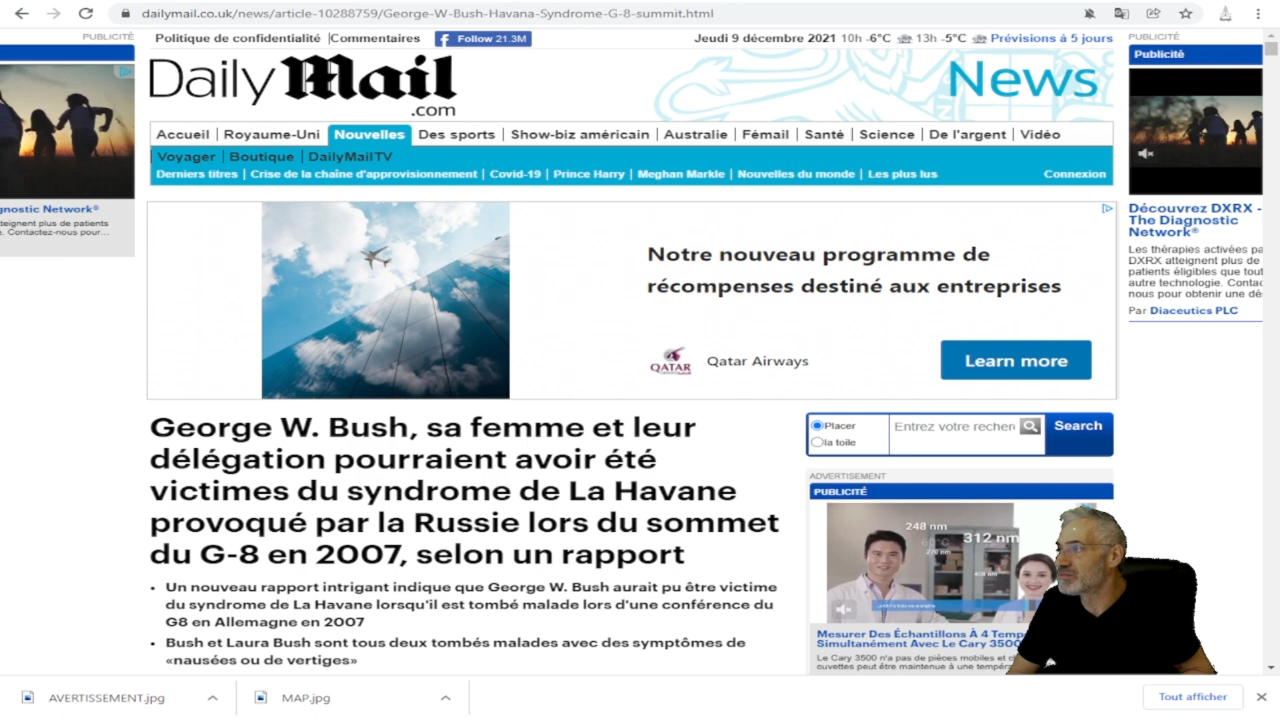 dailymail.co.uk/news/article-10288759/George-W-Bush-Havana-Syndrome-G-8-summit.html
PUBLICITÉ
Politique de confidentialité |Commentaires
Follow 21.3M
Jeudi 9 décembre 2021 10h -6°C 13h -5°C Prévisions à 5 jours
PUBLICITÉ
Publicité
Daily Mail
.com
News
Accueil | Royaume-Uni | Nouvelles | Des sports | Show-biz américain | Australie | Fémail | Santé | Science | De l'argent | Vidéo
Voyager | Boutique | DailyMailTV
Derniers titres | Crise de la chaîne d'approvisionnement | Covid-19 | Prince Harry | Meghan Markle | Nouvelles du monde | Les plus lus
Connexion
gnostic Network®
teignent plus de patients
. Contactez-nous pour...
Notre nouveau programme de
récompenses destiné aux entreprises
QATAR
Qatar Airways
Learn more
Découvrez DXRX -
The Diagnostic
Network®
Les thérapies activées pa
DXRX atteignent plus de
patients éligibles que tout
autre technologie. Contac
nous pour obtenir une dé
Par Diaceutics PLC
George W. Bush, sa femme et leur
délégation pourraient avoir été
victimes du syndrome de La Havane
provoqué par la Russie lors du sommet
du G-8 en 2007, selon un rapport
• Un nouveau rapport intrigant indique que George W. Bush aurait pu être victime
du syndrome de La Havane lorsqu'il est tombé malade lors d'une conférence du
G8 en Allemagne en 2007
• Bush et Laura Bush sont tous deux tombés malades avec des symptômes de
«nausées ou de vertiges»
Placer
la toile
Entrez votre recher
Search
ADVERTISEMENT
PUBLICITÉ
248 nm
312 nm
Mesurer Des Échantillons À 4 Temp
Simultanément Avec Le Cary 3500
Le Cary 3500 n'a pas de pièces mobiles et
cuvettes peut être maintenue à une tempéra
AVERTISSEMENT.jpg
MAP.jpg
Tout afficher